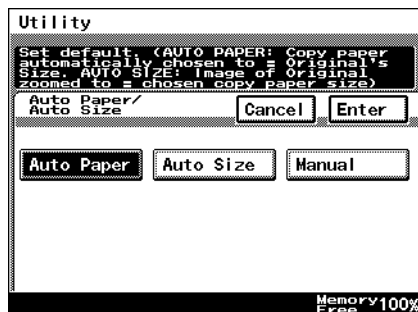 Utility
Set default. (AUTO PAPER: Copy paper
automatically chosen to = Original's
Size. AUTO SIZE: Image of Original
zoomed to = chosen copy paper size)
Auto Paper/
Auto Size
Cancel
Enter
Auto Paper
Auto Size
Manual
Memory
Free
100%